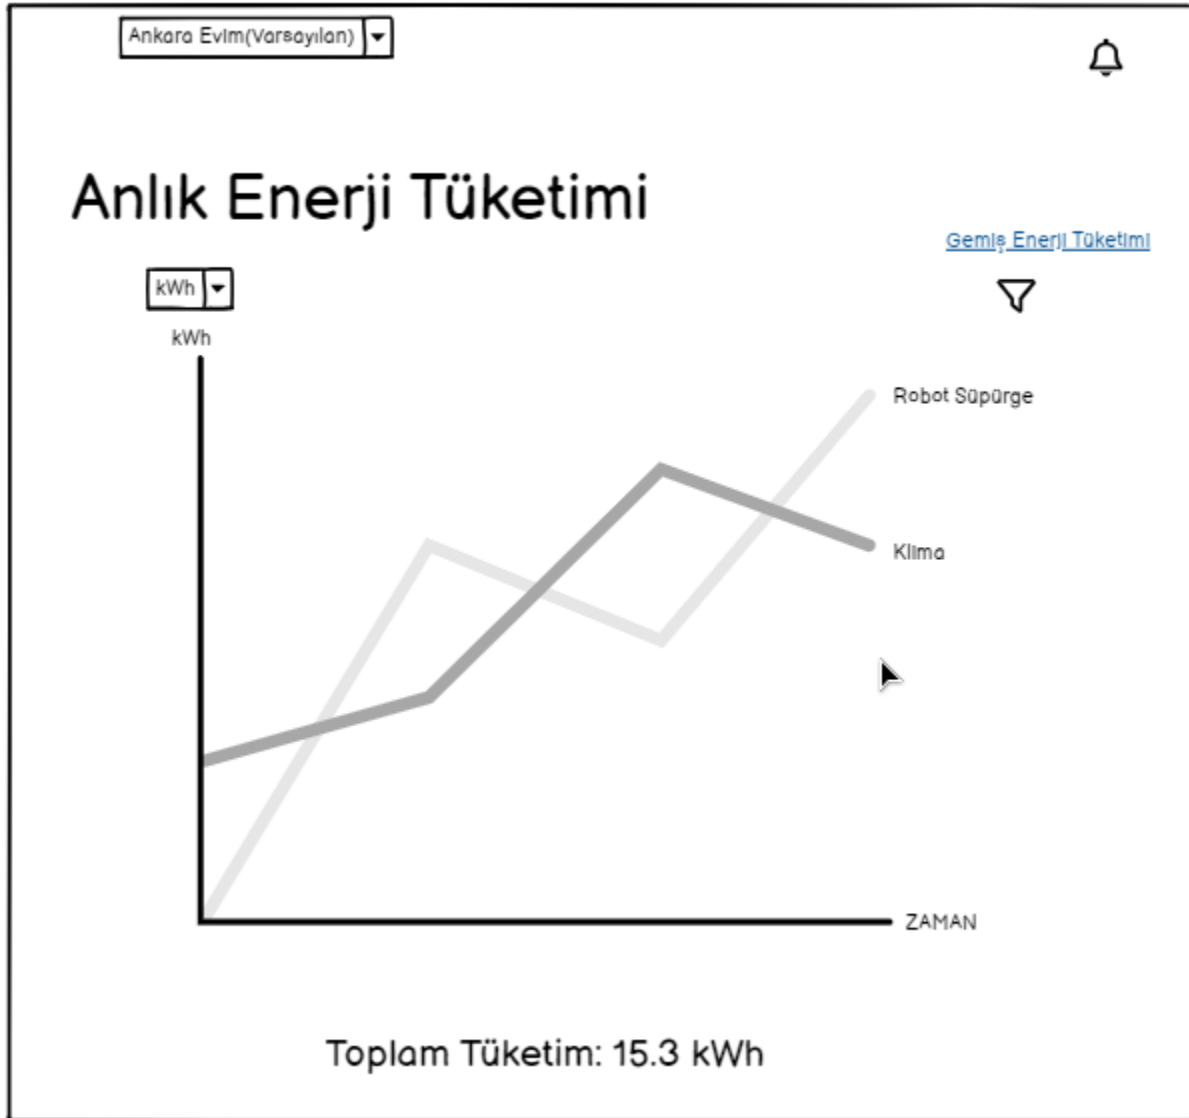 Ankara Evim(Varsayılan)
Anlık Enerji Tüketimi
Gemiş Enerji Tüketimi
kWh
kWh
Robot Süpürge
Klima
ZAMAN
Toplam Tüketim: 15.3 kWh